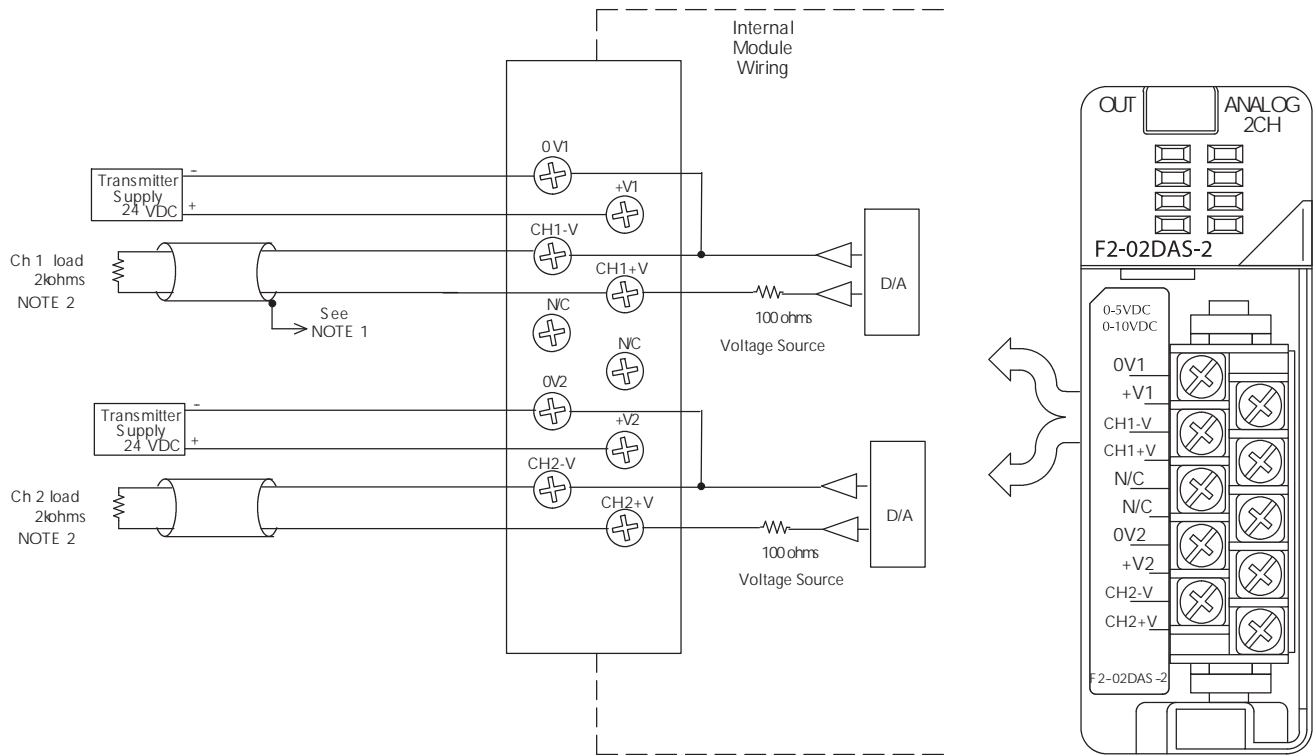 Internal
Module
Wiring
0V1
+V1
Transmitter
Supply
24 VDC
-
+
CH1-V
CH1+V
Ch 1 load
2kohms
NOTE 2
See
NOTE 1
N/C
N/C
100 ohms
Voltage Source
D/A
0V2
+V2
Transmitter
Supply
24 VDC
-
+
CH2-V
CH2+V
Ch 2 load
2kohms
NOTE 2
100 ohms
Voltage Source
D/A
OUT
ANALOG
2CH
F2-02DAS-2
0-5VDC
0-10VDC
0V1
+V1
CH1-V
CH1+V
N/C
N/C
0V2
+V2
CH2-V
CH2+V
F2-02DAS-2